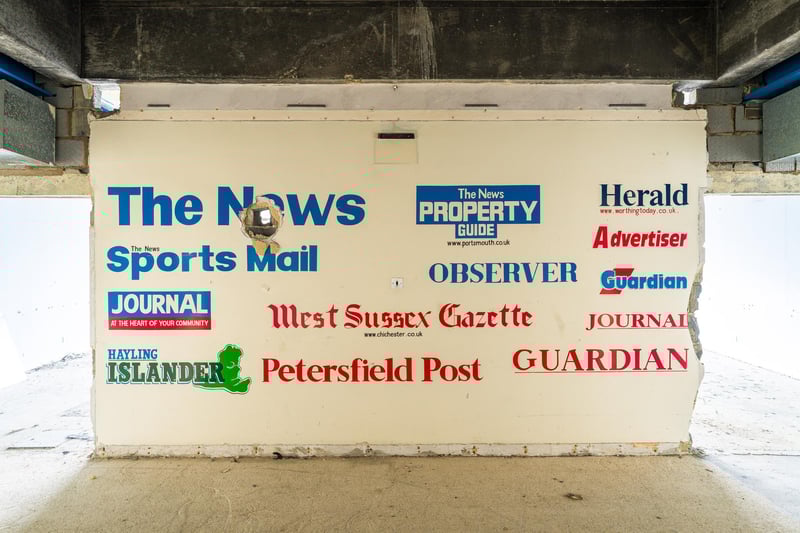 The News
The News
Sports Mail
JOURNAL
AT THE HEART OF YOUR COMMUNITY
HAYLING
ISLANDER
The News
PROPERTY
GUIDE
www.portsmouth.co.uk
OBSERVER
West Sussex Gazette
www.chichester.co.uk
Petersfield Post
Herald
www.worthingtoday.co.uk
Advertiser
Guardian
JOURNAL
GUARDIAN